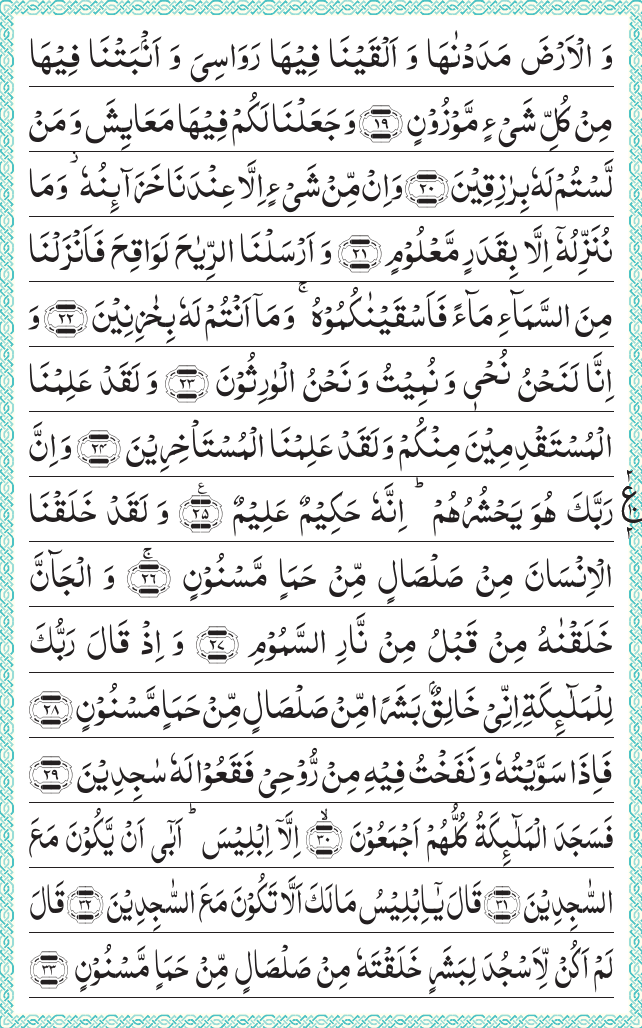 وَ الْاَرْضَ مَدَدْنٰهَا وَ اَلْقَيْنَا فِيْهَا رَوَاسِيَ وَ اَنْۢبَتْنَا فِيْهَا
مِنْ كُلِّ شَيْءٍ مَّوْزُوْنٍ ﴿۱۹﴾ وَ جَعَلْنَا لَكُمْ فِيْهَا مَعَايِشَ وَ مَنْ
لَّسْتُمْ لَهٗ بِرٰزِقِيْنَ ﴿۲۰﴾ وَ اِنْ مِّنْ شَيْءٍ اِلَّا عِنْدَنَا خَزَآىِٕنُهٗ ؗ وَ مَا
نُنَزِّلُهٗۤ اِلَّا بِقَدَرٍ مَّعْلُوْمٍ ﴿۲۱﴾ وَ اَرْسَلْنَا الرِّيٰحَ لَوَاقِحَ فَاَنْزَلْنَا
مِنَ السَّمَآءِ مَآءً فَاَسْقَيْنٰكُمُوْهُ ۚ وَ مَاۤ اَنْتُمْ لَهٗ بِخٰزِنِيْنَ ﴿۲۲﴾ وَ
اِنَّا لَنَحْنُ نُحْيٖ وَ نُمِيْتُ وَ نَحْنُ الْوٰرِثُوْنَ ﴿۲۳﴾ وَ لَقَدْ عَلِمْنَا
الْمُسْتَقْدِمِيْنَ مِنْكُمْ وَ لَقَدْ عَلِمْنَا الْمُسْتَاْخِرِيْنَ ﴿۲۴﴾ وَ اِنَّ
رَبَّكَ هُوَ يَحْشُرُهُمْ ؕ اِنَّهٗ حَكِيْمٌ عَلِيْمٌ ﴿۲۵﴾ ع وَ لَقَدْ خَلَقْنَا
الْاِنْسَانَ مِنْ صَلْصَالٍ مِّنْ حَمَاٍ مَّسْنُوْنٍ ﴿۲۶﴾ۚ وَ الْجَآنَّ
خَلَقْنٰهُ مِنْ قَبْلُ مِنْ نَّارِ السَّمُوْمِ ﴿۲۷﴾ وَ اِذْ قَالَ رَبُّكَ
لِلْمَلٰٓىِٕكَةِ اِنِّيْ خَالِقٌۢ بَشَرًا مِّنْ صَلْصَالٍ مِّنْ حَمَاٍ مَّسْنُوْنٍ ﴿۲۸﴾
فَاِذَا سَوَّيْتُهٗ وَ نَفَخْتُ فِيْهِ مِنْ رُّوْحِيْ فَقَعُوْا لَهٗ سٰجِدِيْنَ ﴿۲۹﴾
فَسَجَدَ الْمَلٰٓىِٕكَةُ كُلُّهُمْ اَجْمَعُوْنَ ﴿۳۰﴾ۙ اِلَّاۤ اِبْلِيْسَ ؕ اَبٰۤى اَنْ يَّكُوْنَ مَعَ
السّٰجِدِيْنَ ﴿۳۱﴾ قَالَ يٰۤاِبْلِيْسُ مَا لَكَ اَلَّا تَكُوْنَ مَعَ السّٰجِدِيْنَ ﴿۳۲﴾ قَالَ
لَمْ اَكُنْ لِّاَسْجُدَ لِبَشَرٍ خَلَقْتَهٗ مِنْ صَلْصَالٍ مِّنْ حَمَاٍ مَّسْنُوْنٍ ﴿۳۳﴾